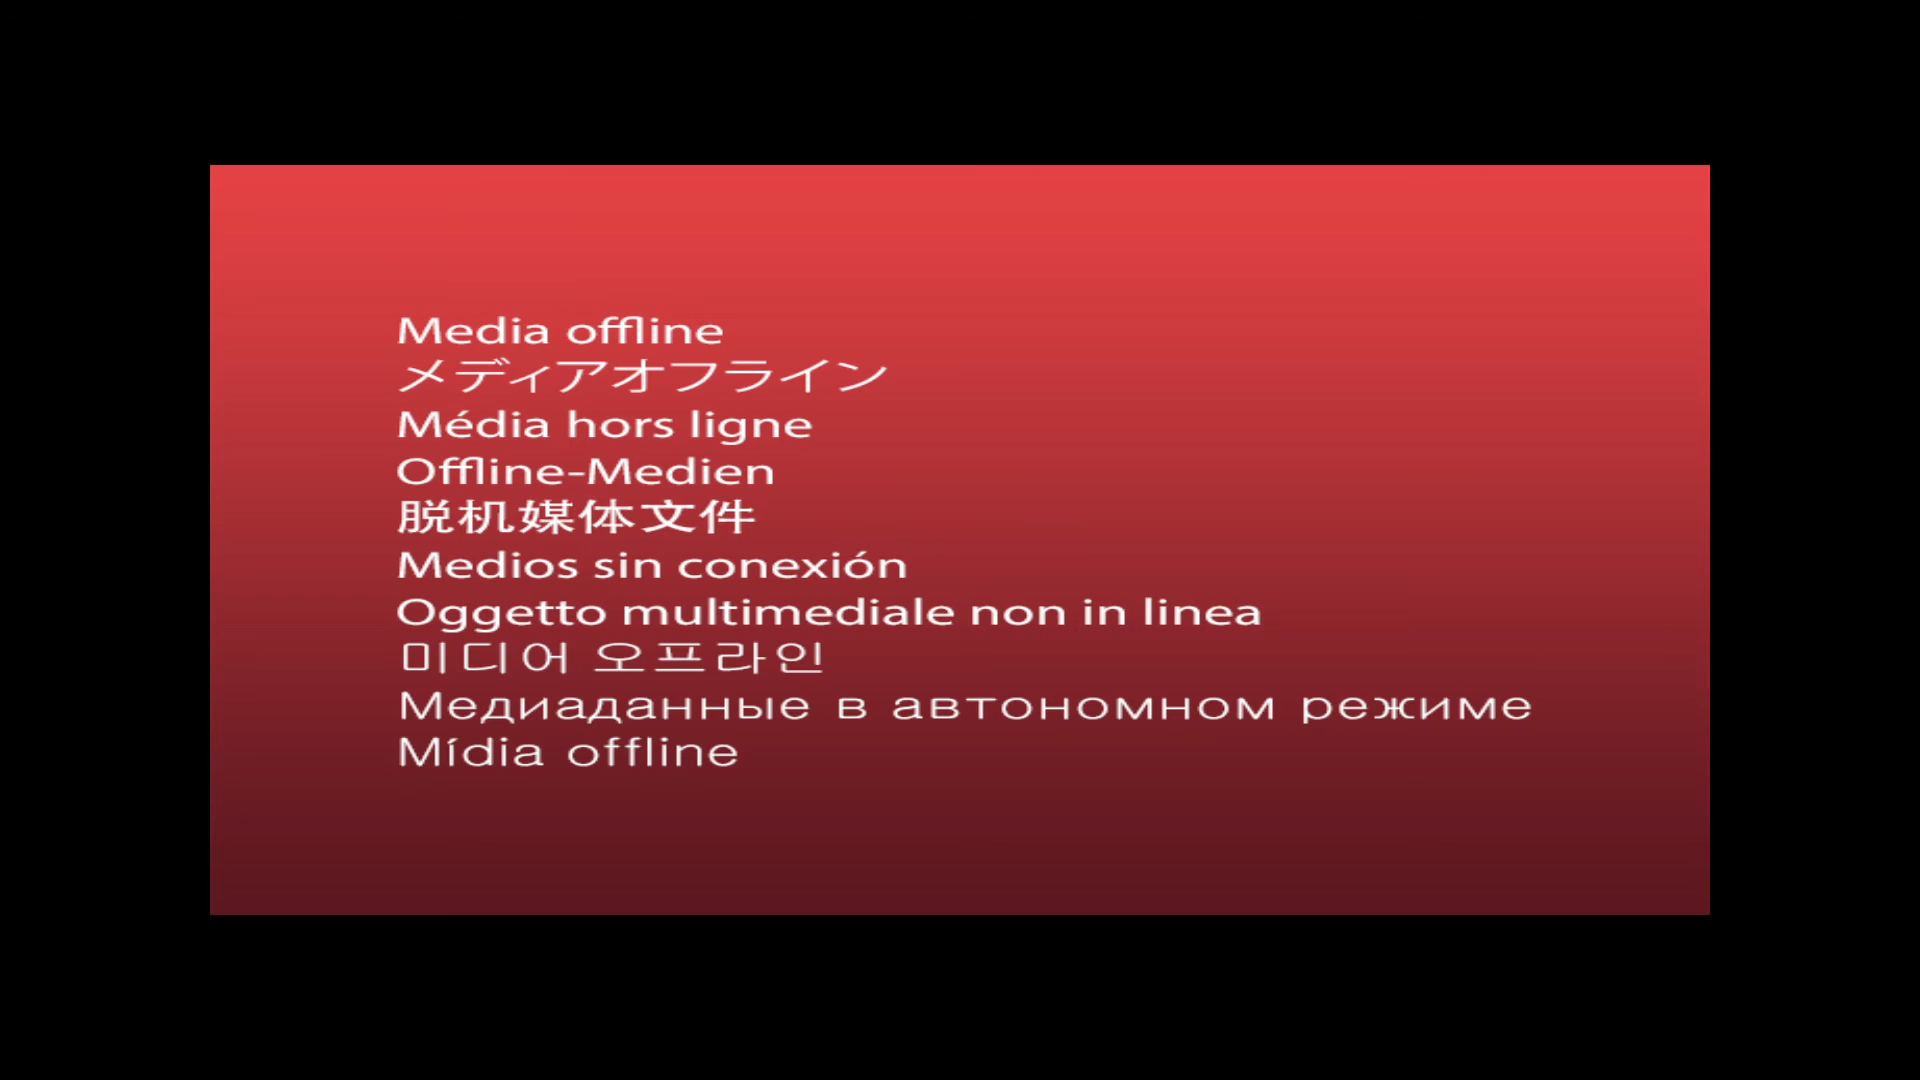 Media offline
メディアオフライン
Média hors ligne
Offline-Medien
脱机媒体文件
Medios sin conexión
Oggetto multimediale non in linea
미디어 오프라인
Медиаданные в автономном режиме
Mídia offline